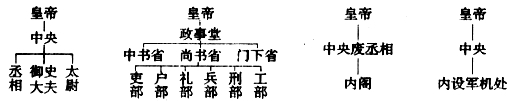 皇帝
中央
丞相 御史大夫 太尉
皇帝
政事堂
中书省 尚书省 门下省
吏部 户部 礼部 兵部 刑部 工部
皇帝
中央废丞相
内阁
皇帝
中央
内设军机处